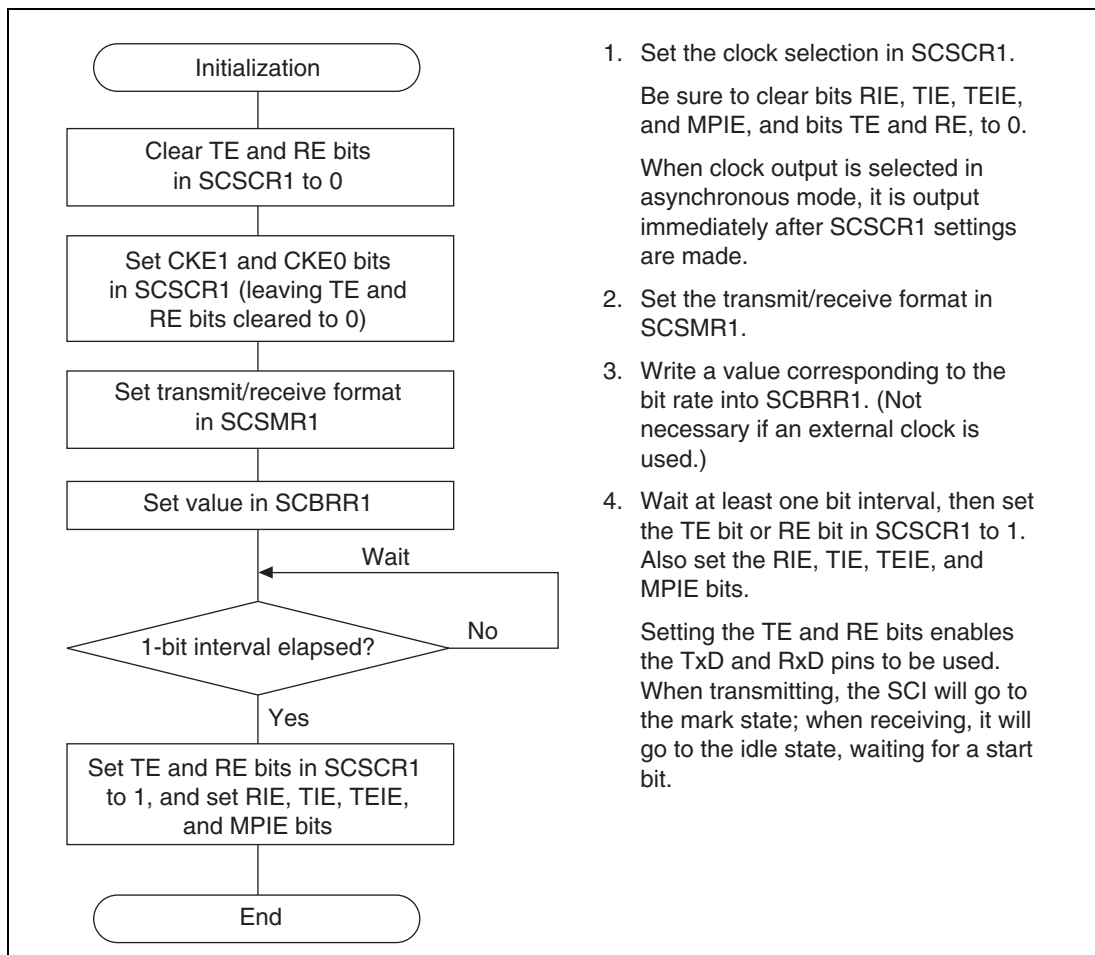 Initialization
Clear TE and RE bits
in SCSCR1 to 0
Set CKE1 and CKE0 bits
in SCSCR1 (leaving TE and
RE bits cleared to 0)
Set transmit/receive format
in SCSMR1
Set value in SCBRR1
Wait
1-bit interval elapsed?
No
Yes
Set TE and RE bits in SCSCR1
to 1, and set RIE, TIE, TEIE,
and MPIE bits
End
1. Set the clock selection in SCSCR1.
Be sure to clear bits RIE, TIE, TEIE,
and MPIE, and bits TE and RE, to 0.
When clock output is selected in
asynchronous mode, it is output
immediately after SCSCR1 settings
are made.
2. Set the transmit/receive format in
SCSMR1.
3. Write a value corresponding to the
bit rate into SCBRR1. (Not
necessary if an external clock is
used.)
4. Wait at least one bit interval, then set
the TE bit or RE bit in SCSCR1 to 1.
Also set the RIE, TIE, TEIE, and
MPIE bits.
Setting the TE and RE bits enables
the TxD and RxD pins to be used.
When transmitting, the SCI will go to
the mark state; when receiving, it will
go to the idle state, waiting for a start
bit.